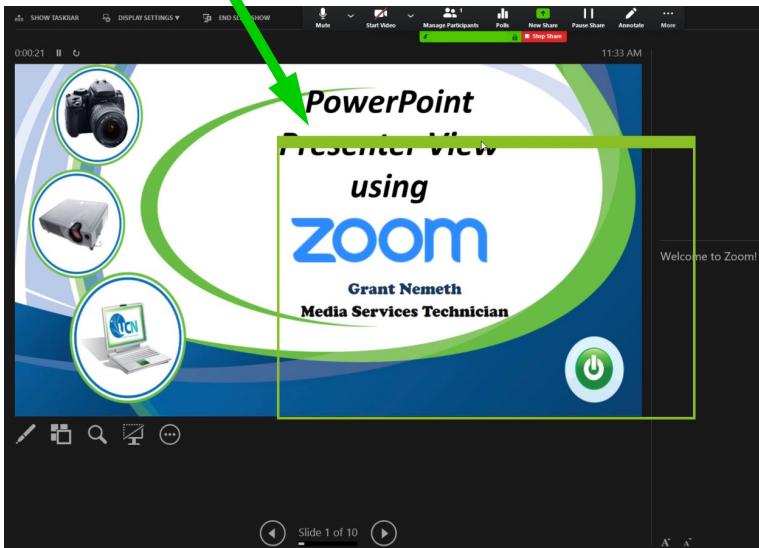 SHOW TASKBAR DISPLAY SETTINGS ▼ END SLIDE SHOW
Mute Start Video Manage Participants 1 Polls New Share Pause Share Annotate More
Stop Share
0:00:21 11:33 AM
PowerPoint
Presenter View
using
zoom
Grant Nemeth
Media Services Technician
UCN
Welcome to Zoom!
Slide 1 of 10
A A